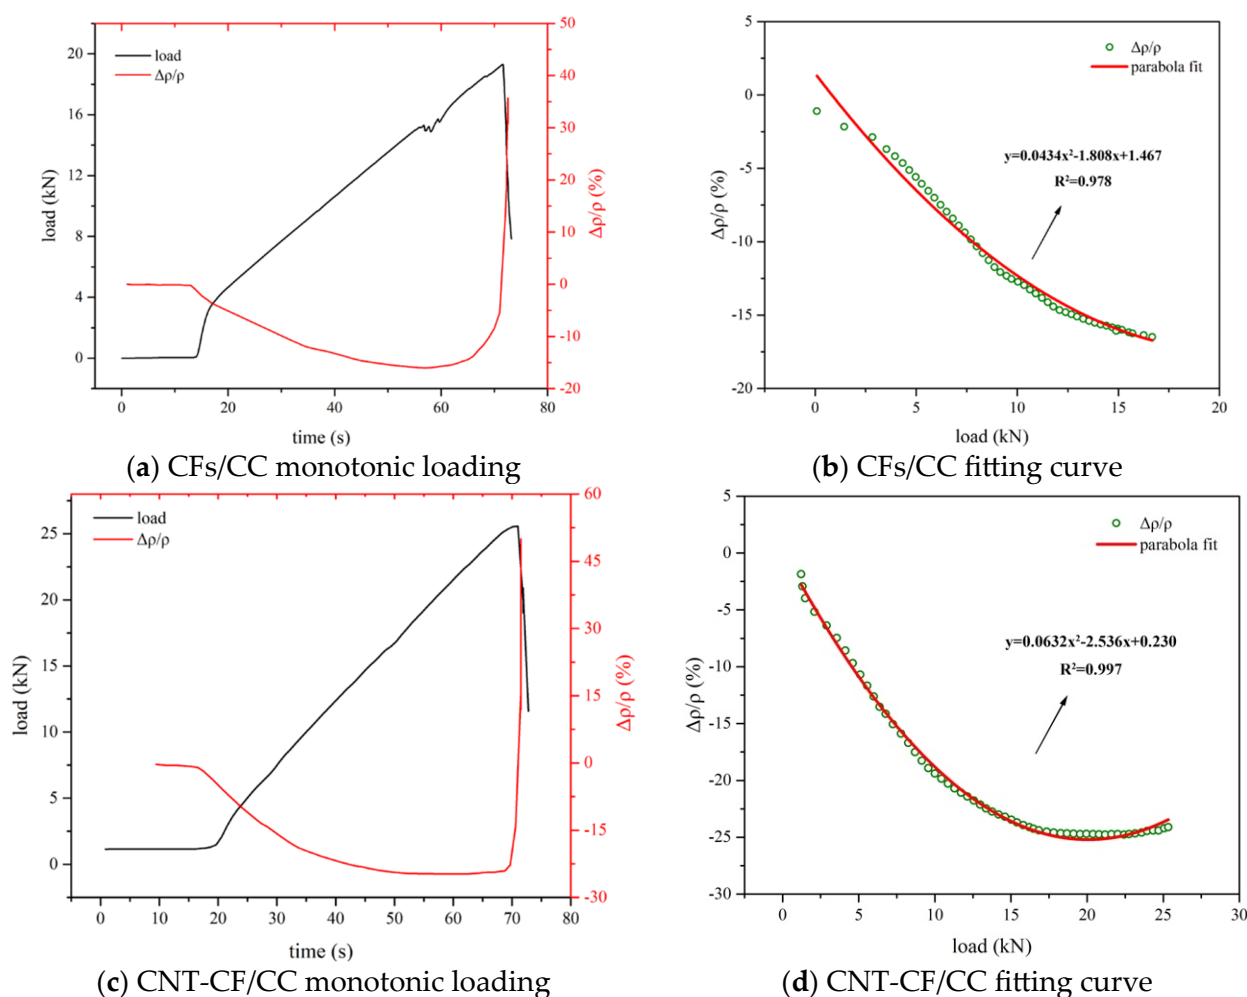 load
Δρ/ρ
load (kN)
20
16
12
8
4
0
50
40
30
20
10
0
-10
-20
Δρ/ρ (%)
0
20
40
60
80
time (s)
(a) CFs/CC monotonic loading
Δρ/ρ
parabola fit
y=0.0434x²-1.808x+1.467
R²=0.978
Δρ/ρ (%)
5
0
-5
-10
-15
-20
0
5
10
15
20
load (kN)
(b) CFs/CC fitting curve
load
Δρ/ρ
load (kN)
25
20
15
10
5
0
60
45
30
15
0
-15
-30
Δρ/ρ (%)
0
10
20
30
40
50
60
70
80
time (s)
(c) CNT-CF/CC monotonic loading
Δρ/ρ
parabola fit
y=0.0632x²-2.536x+0.230
R²=0.997
Δρ/ρ (%)
5
0
-5
-10
-15
-20
-25
-30
0
5
10
15
20
25
30
load (kN)
(d) CNT-CF/CC fitting curve